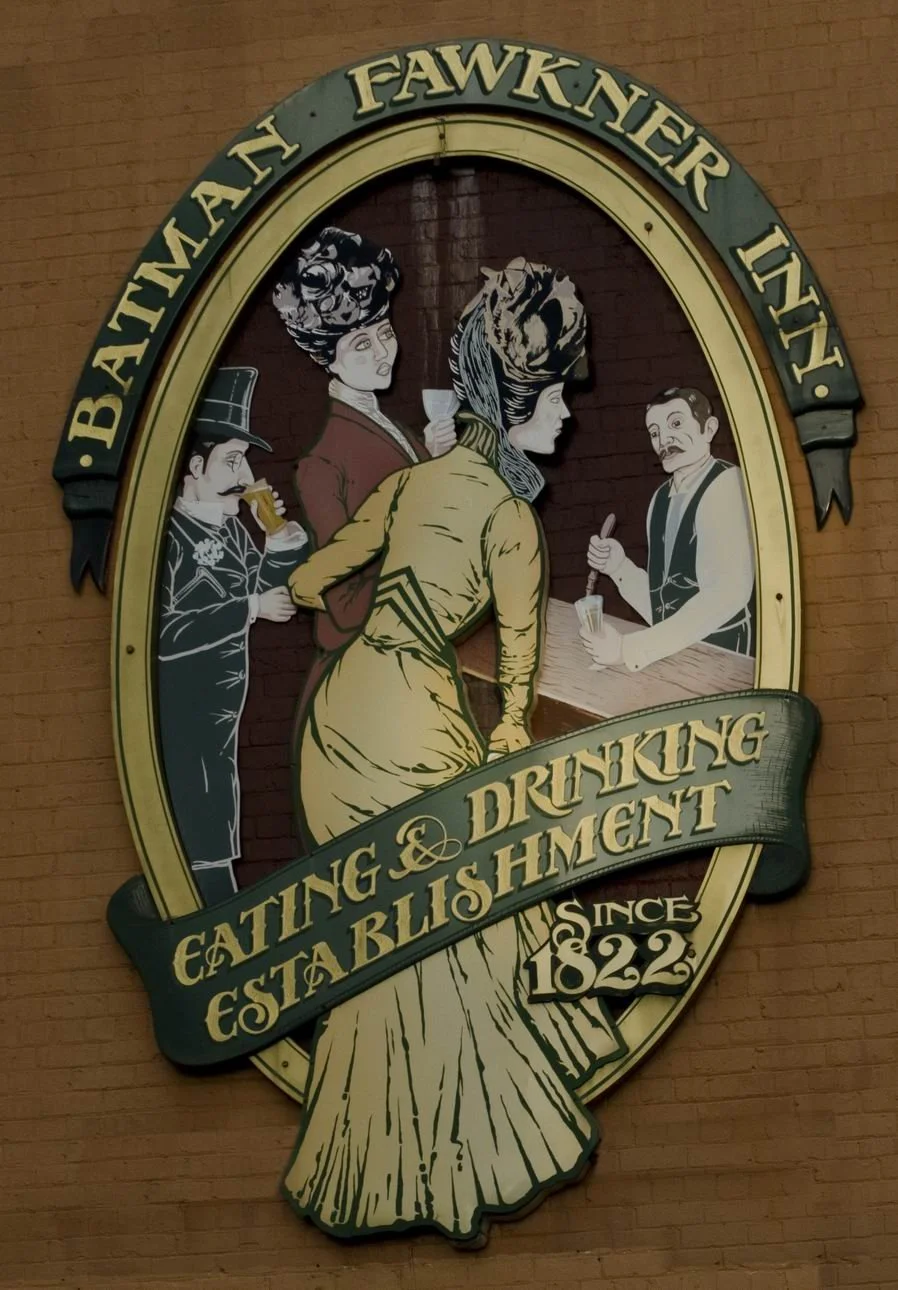 BATMAN FAWKNER INN
EATING & DRINKING
ESTABLISHMENT
SINCE
1822